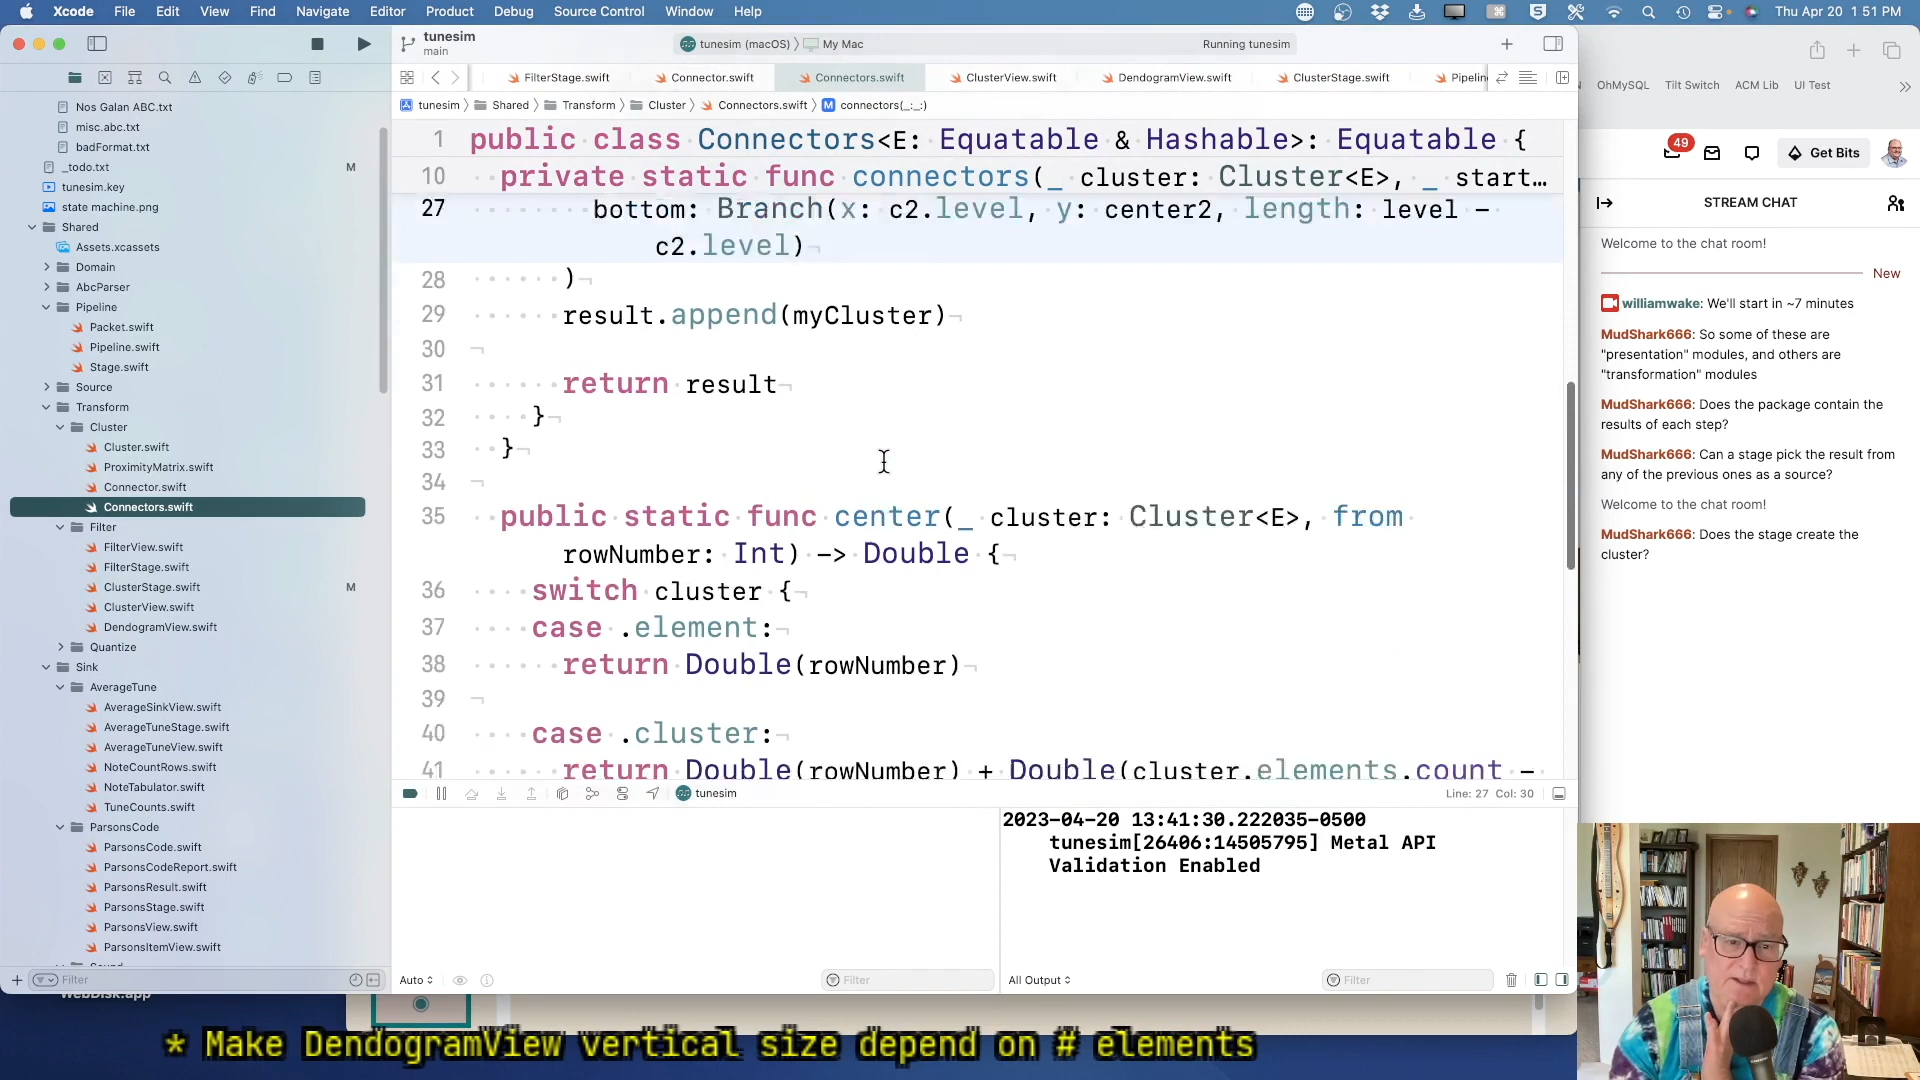 Xcode File Edit View Find Navigate Editor Product Debug Source Control Window Help Thu Apr 20 1:51 PM
tunesim
main
tunesim (macOS) My Mac Running tunesim
FilterStage.swift Connector.swift Connectors.swift ClusterView.swift DendogramView.swift ClusterStage.swift Pipelin
tunesim Shared Transform Cluster Connectors.swift M connectors(_:_:)
Nos Galan ABC.txt
misc.abc.txt
badFormat.txt
_todo.txt M
tunesim.key
state machine.png
Shared
Assets.xcassets
Domain
AbcParser
Pipeline
Packet.swift
Pipeline.swift
Stage.swift
Source
Transform
Cluster
Cluster.swift
ProximityMatrix.swift
Connector.swift
Connectors.swift
Filter
FilterView.swift
FilterStage.swift
ClusterStage.swift M
ClusterView.swift
DendogramView.swift
Quantize
Sink
AverageTune
AverageSinkView.swift
AverageTuneStage.swift
AverageTuneView.swift
NoteCountRows.swift
NoteTabulator.swift
TuneCounts.swift
ParsonsCode
ParsonsCode.swift
ParsonsCodeReport.swift
ParsonsResult.swift
ParsonsStage.swift
ParsonsView.swift
ParsonsItemView.swift
Filter
1 public class Connectors<E: Equatable & Hashable>: Equatable {
10 private static func connectors(_ cluster: Cluster<E>, _ start…
27 bottom: Branch(x: c2.level, y: center2, length: level -
c2.level)
28 )
29 result.append(myCluster)
30
31 return result
32 }
33 }
34
35 public static func center(_ cluster: Cluster<E>, from
rowNumber: Int) -> Double {
36 switch cluster {
37 case .element:
38 return Double(rowNumber)
39
40 case .cluster:
41 return Double(rowNumber) + Double(cluster.elements.count -
tunesim Line: 27 Col: 30
2023-04-20 13:41:30.222035-0500
tunesim[26406:14505795] Metal API
Validation Enabled
Auto Filter All Output Filter
OhMySQL Tilt Switch ACM Lib UI Test
49 Get Bits
STREAM CHAT
Welcome to the chat room!
New
williamwake: We'll start in ~7 minutes
MudShark666: So some of these are
"presentation" modules, and others are
"transformation" modules
MudShark666: Does the package contain the
results of each step?
MudShark666: Can a stage pick the result from
any of the previous ones as a source?
Welcome to the chat room!
MudShark666: Does the stage create the
cluster?
WebDisk.app
* Make DendogramView vertical size depend on # elements